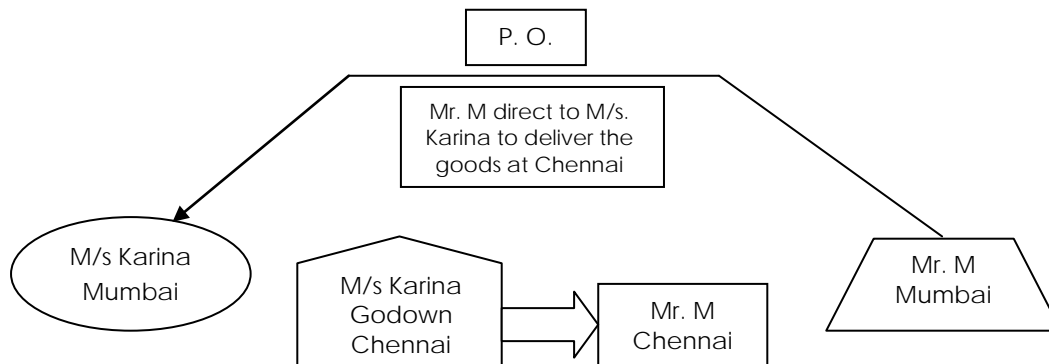 P. O.
Mr. M direct to M/s.
Karina to deliver the
goods at Chennai
M/s Karina
Mumbai
M/s Karina
Godown
Chennai
Mr. M
Chennai
Mr. M
Mumbai